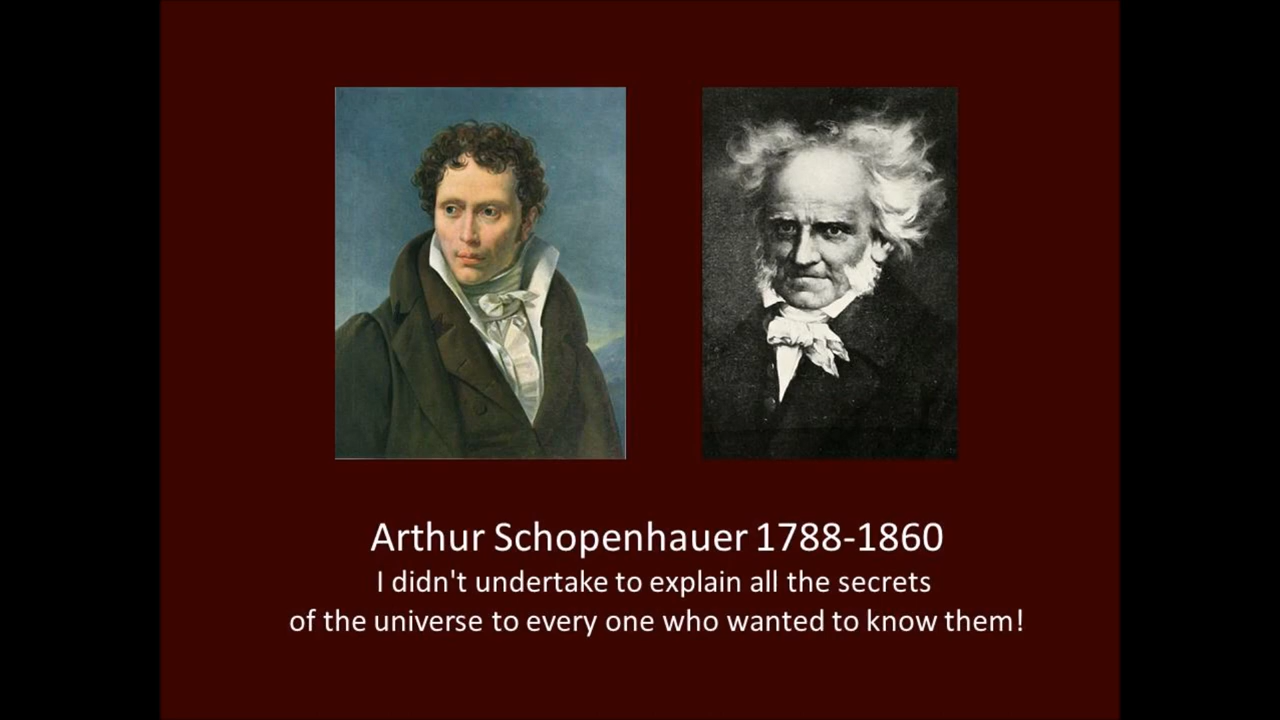 Arthur Schopenhauer 1788-1860
I didn't undertake to explain all the secrets
of the universe to every one who wanted to know them!